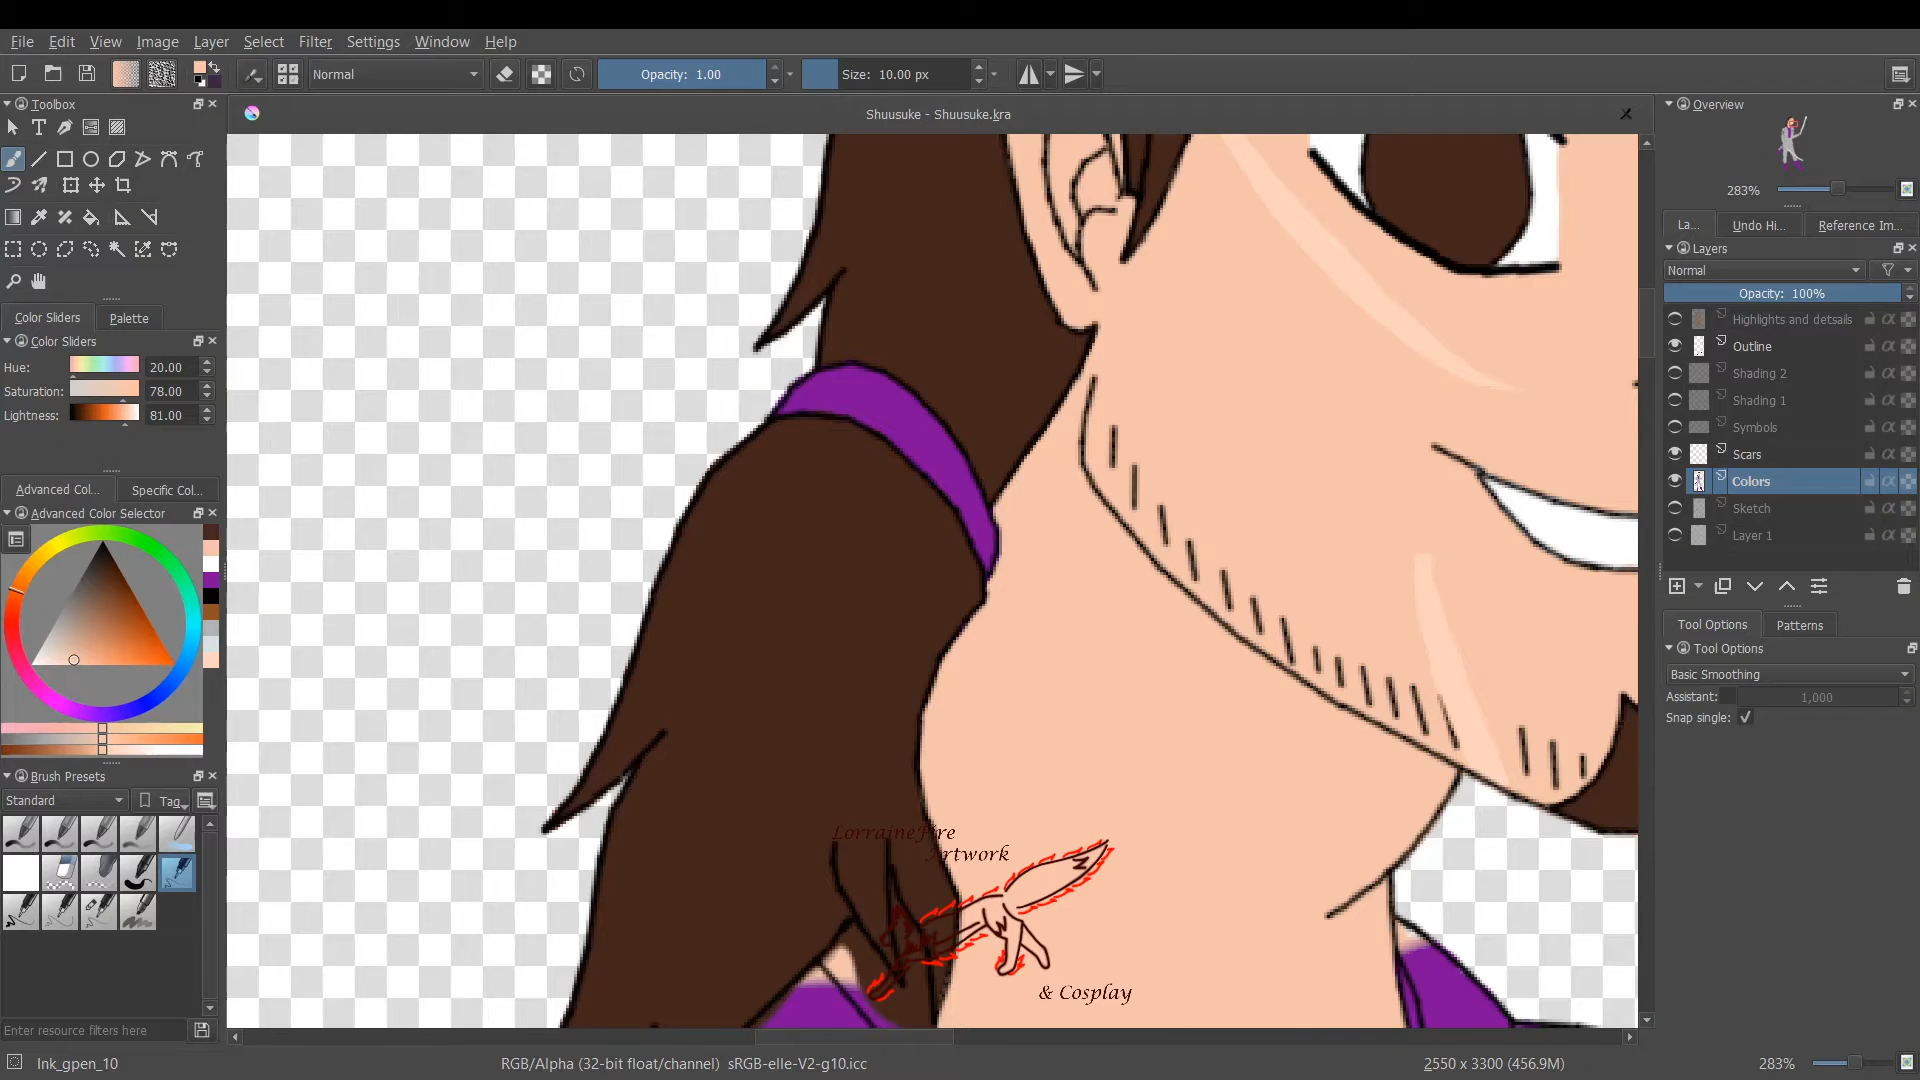 File Edit View Image Layer Select Filter Settings Window Help
Normal Opacity: 1.00 Size: 10.00 px
Toolbox
Shuusuke - Shuusuke.kra
Overview
283%
La... Undo Hi... Reference Im...
Layers
Normal
Opacity: 100%
Highlights and detsails
Outline
Shading 2
Shading 1
Symbols
Scars
Colors
Sketch
Layer 1
Tool Options Patterns
Tool Options
Basic Smoothing
Assistant: 1,000
Snap single:
Color Sliders Palette
Color Sliders
Hue: 20.00
Saturation: 78.00
Lightness: 81.00
Advanced Col... Specific Col...
Advanced Color Selector
Brush Presets
Standard Tag
Enter resource filters here
LorraineFire
Artwork
& Cosplay
Ink_gpen_10 RGB/Alpha (32-bit float/channel) sRGB-elle-V2-g10.icc 2550 x 3300 (456.9M) 283%